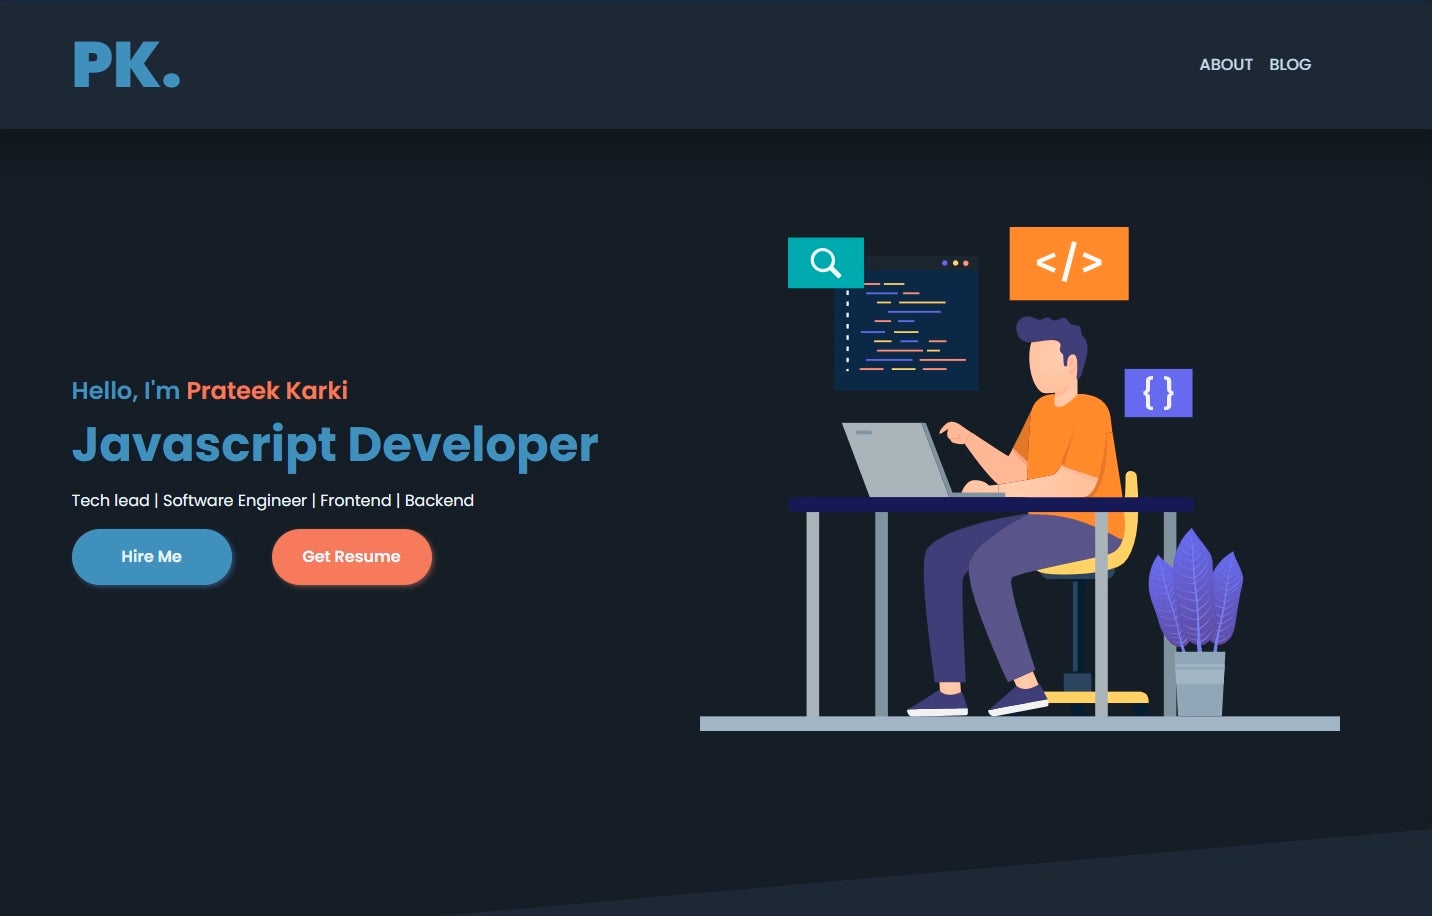 PK.
ABOUT BLOG
</>
{ }
Hello, I'm Prateek Karki
Javascript Developer
Tech lead | Software Engineer | Frontend | Backend
Hire Me
Get Resume